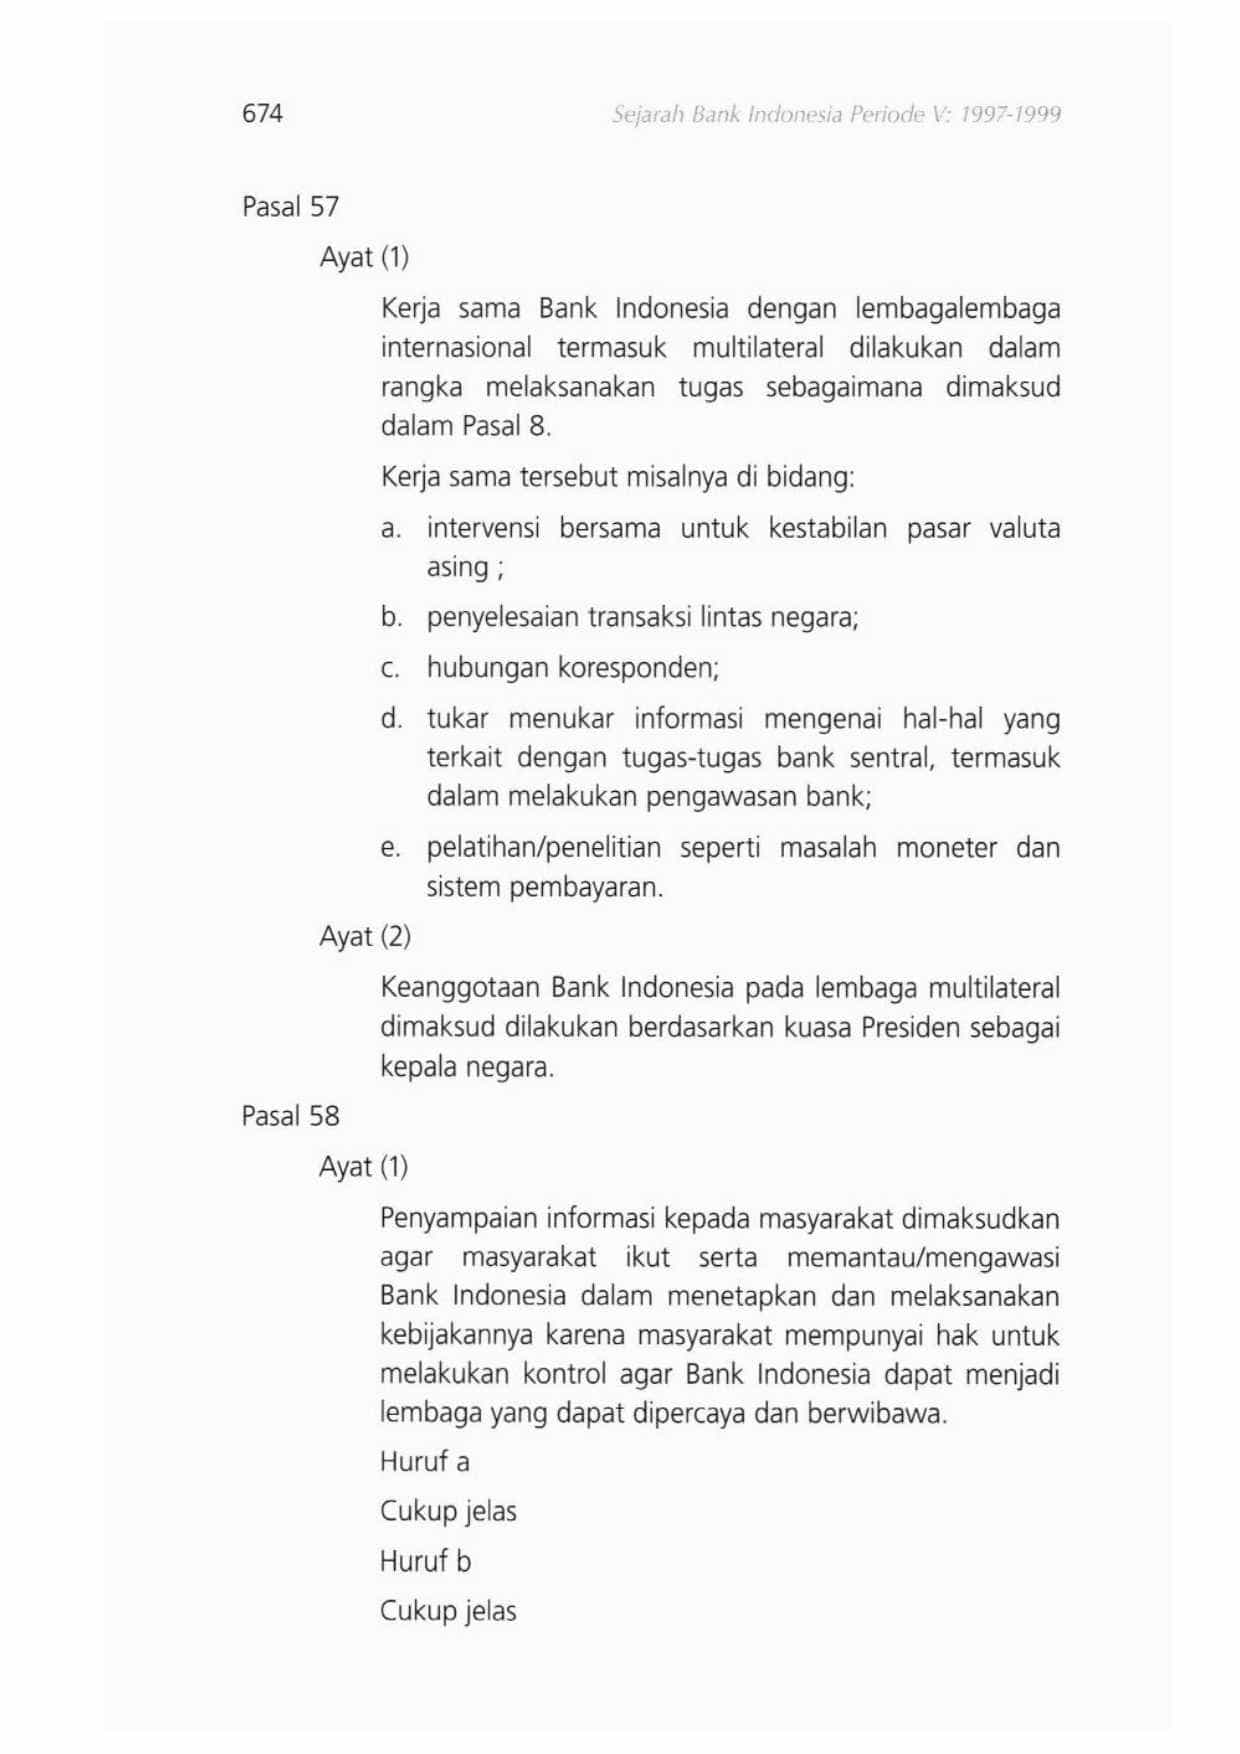 674
Sejarah Bank Indonesia Periode V: 1997-1999
Pasal 57
Ayat (1)
Kerja sama Bank Indonesia dengan lembagalembaga
internasional termasuk multilateral dilakukan dalam
rangka melaksanakan tugas sebagaimana dimaksud
dalam Pasal 8.
Kerja sama tersebut misalnya di bidang:
a. intervensi bersama untuk kestabilan pasar valuta
asing ;
b. penyelesaian transaksi lintas negara;
c. hubungan koresponden;
d. tukar menukar informasi mengenai hal-hal yang
terkait dengan tugas-tugas bank sentral, termasuk
dalam melakukan pengawasan bank;
e. pelatihan/penelitian seperti masalah moneter dan
sistem pembayaran.
Ayat (2)
Keanggotaan Bank Indonesia pada lembaga multilateral
dimaksud dilakukan berdasarkan kuasa Presiden sebagai
kepala negara.
Pasal 58
Ayat (1)
Penyampaian informasi kepada masyarakat dimaksudkan
agar masyarakat ikut serta memantau/mengawasi
Bank Indonesia dalam menetapkan dan melaksanakan
kebijakannya karena masyarakat mempunyai hak untuk
melakukan kontrol agar Bank Indonesia dapat menjadi
lembaga yang dapat dipercaya dan berwibawa.
Huruf a
Cukup jelas
Huruf b
Cukup jelas